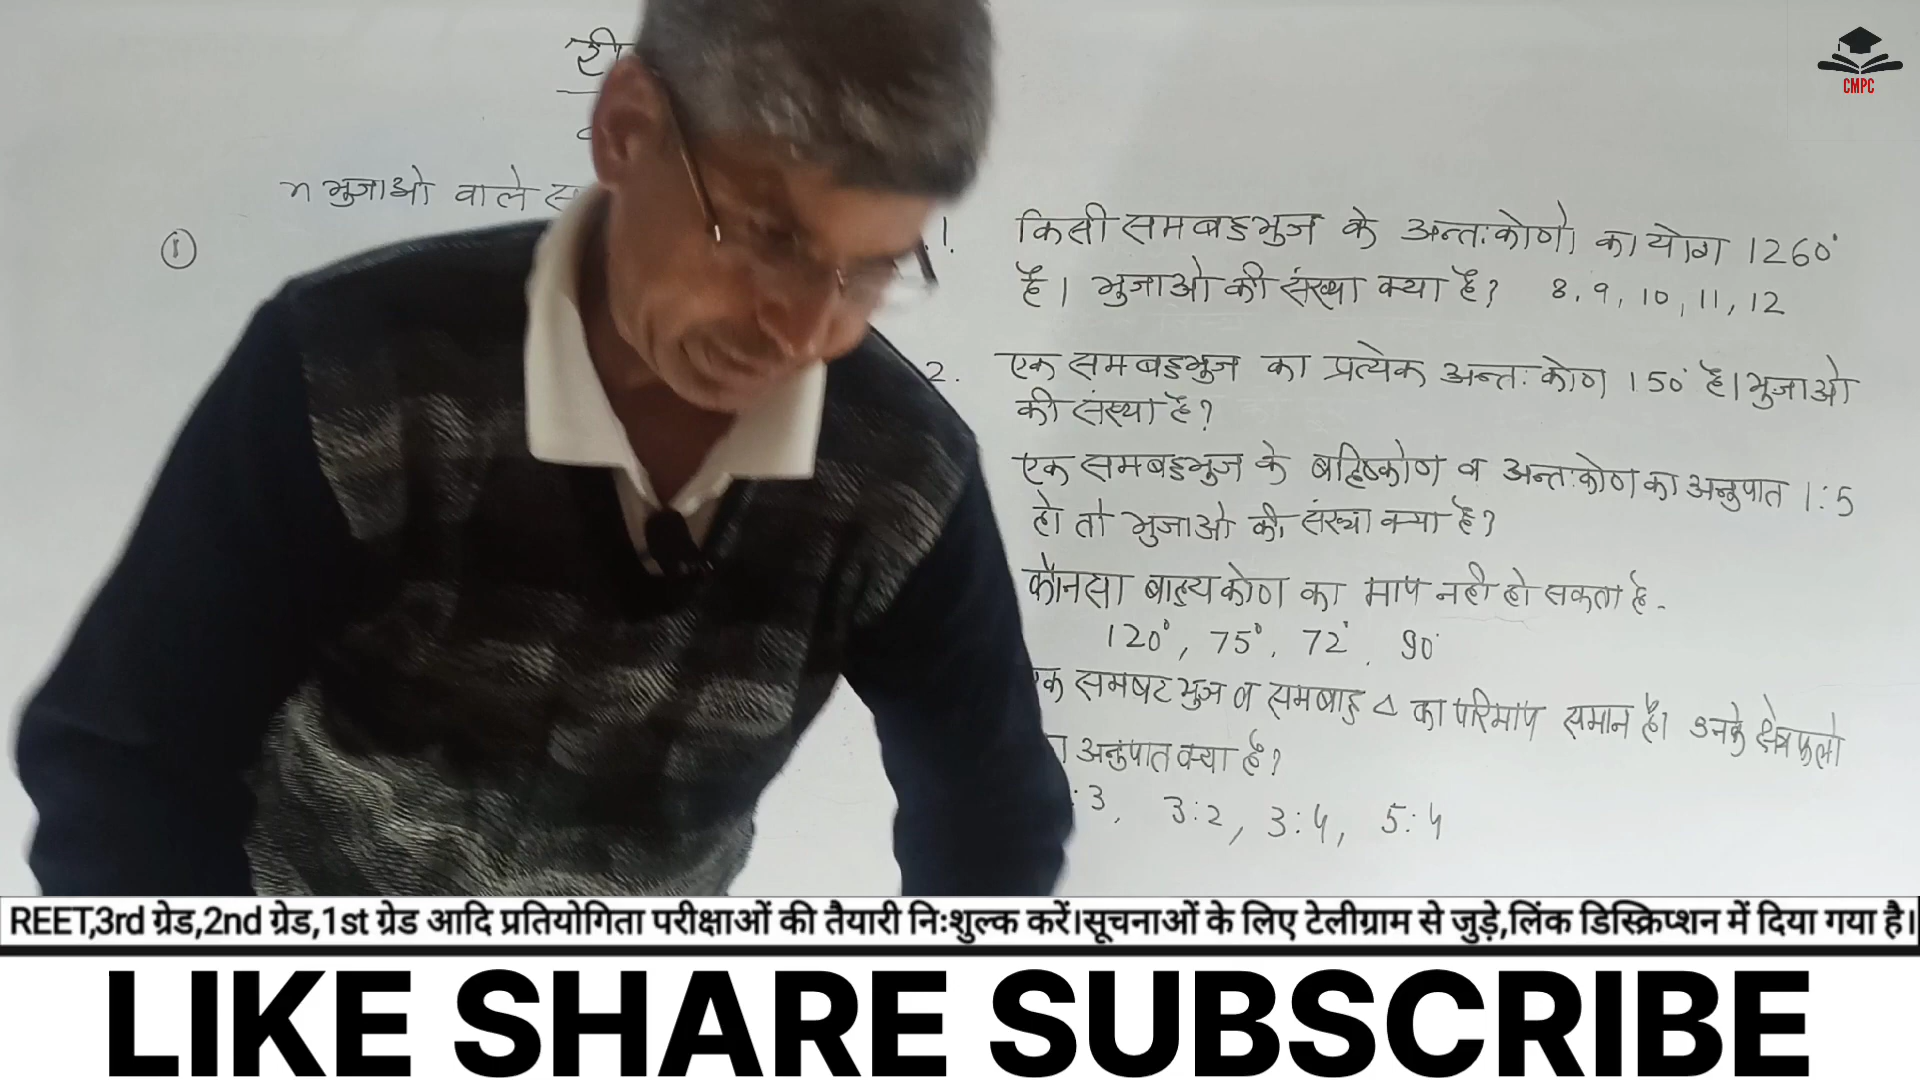 CMPC
री
n भुजाओ वाले
①
1. किसी समबहुभुज के अन्तःकोणो का योग 1260°
है। भुजाओ की संख्या क्या है? 8, 9, 10, 11, 12
2. एक समबहुभुज का प्रत्येक अन्तःकोण 150° है। भुजाओ
की संख्या है?
एक समबहुभुज के बहिष्कोण व अन्तःकोण का अनुपात 1:5
हो तो भुजाओ की संख्या क्या है?
कौनसा बाह्यकोण का माप नही हो सकता है-
120°, 75°, 72°, 90°
समषटभुज व समबाहु △ का परिमाप समान है। उनके क्षेत्रफलो
अनुपात क्या है?
:3, 3:2, 3:4, 5:4
REET,3rd ग्रेड,2nd ग्रेड,1st ग्रेड आदि प्रतियोगिता परीक्षाओं की तैयारी निःशुल्क करें।सूचनाओं के लिए टेलीग्राम से जुड़े,लिंक डिस्क्रिप्शन में दिया गया है।
LIKE SHARE SUBSCRIBE